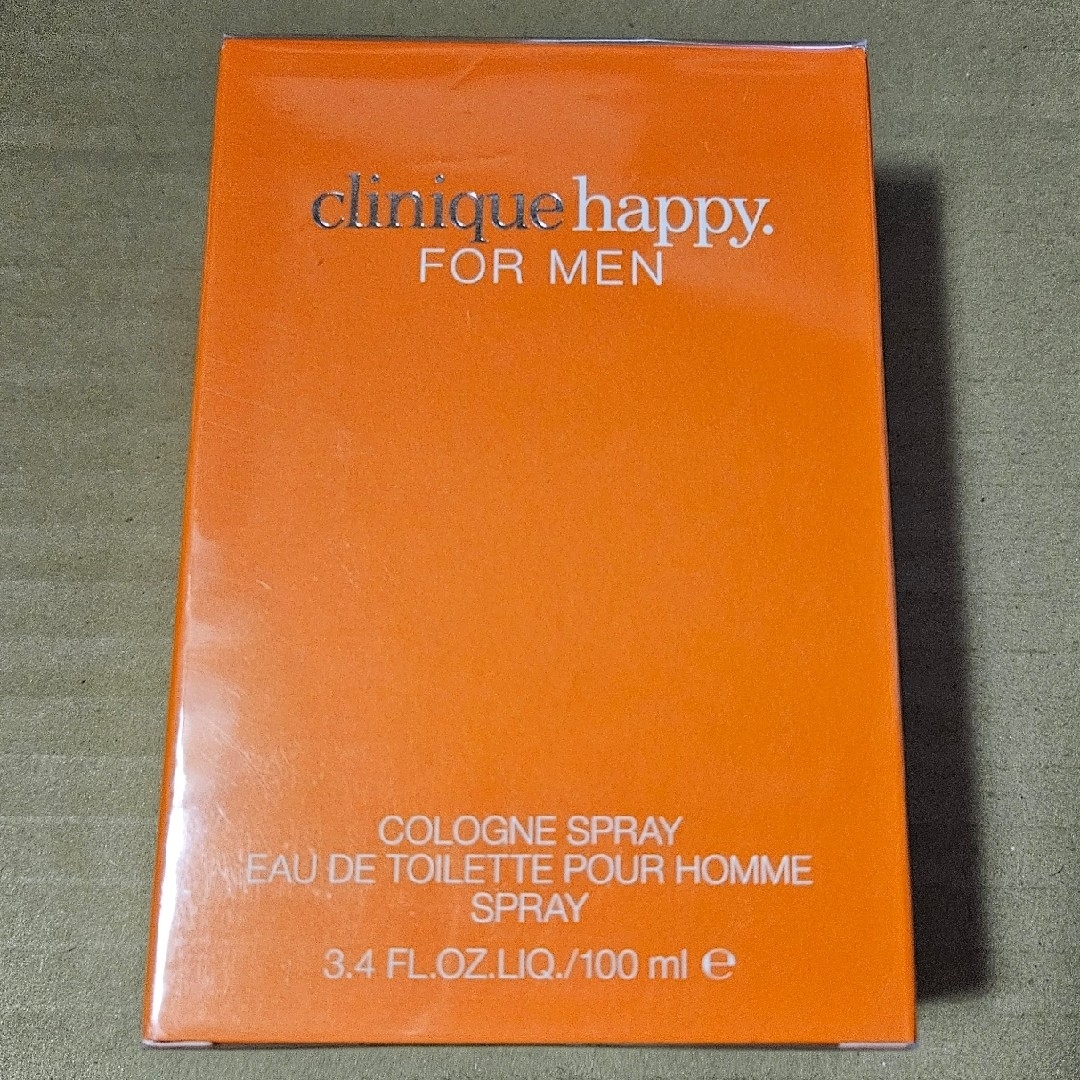 clinique happy.
FOR MEN
COLOGNE SPRAY
EAU DE TOILETTE POUR HOMME
SPRAY
3.4 FL.OZ.LIQ./100 ml ℮